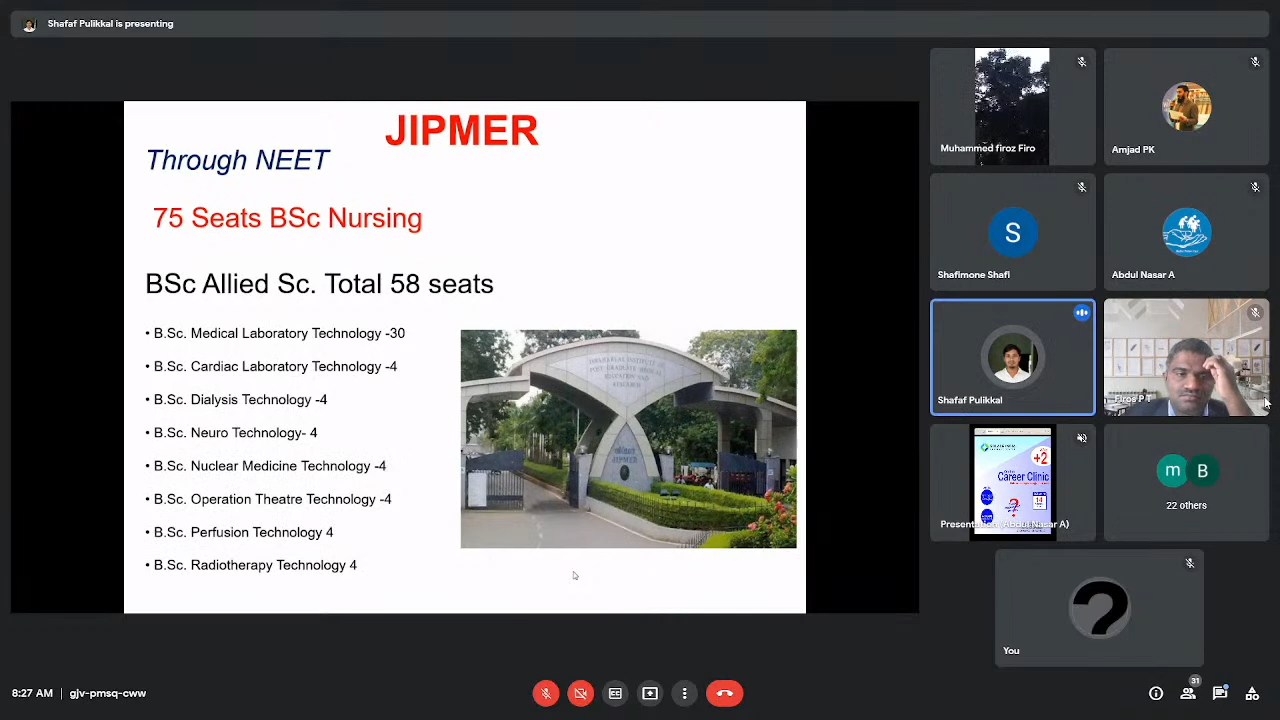 Shafaf Pulikkal is presenting
JIPMER
Through NEET
75 Seats BSc Nursing
BSc Allied Sc. Total 58 seats
• B.Sc. Medical Laboratory Technology -30
• B.Sc. Cardiac Laboratory Technology -4
• B.Sc. Dialysis Technology -4
• B.Sc. Neuro Technology- 4
• B.Sc. Nuclear Medicine Technology -4
• B.Sc. Operation Theatre Technology -4
• B.Sc. Perfusion Technology 4
• B.Sc. Radiotherapy Technology 4
Muhammed firoz Firo
Amjad PK
S
Shafimone Shafi
Abdul Nasar A
Shafaf Pulikkal
Firos P T
+2
Career Clinic
14
Presentation (Abdul Nasar A)
m B
22 others
?
You
8:27 AM | gjv-pmsq-cww
31